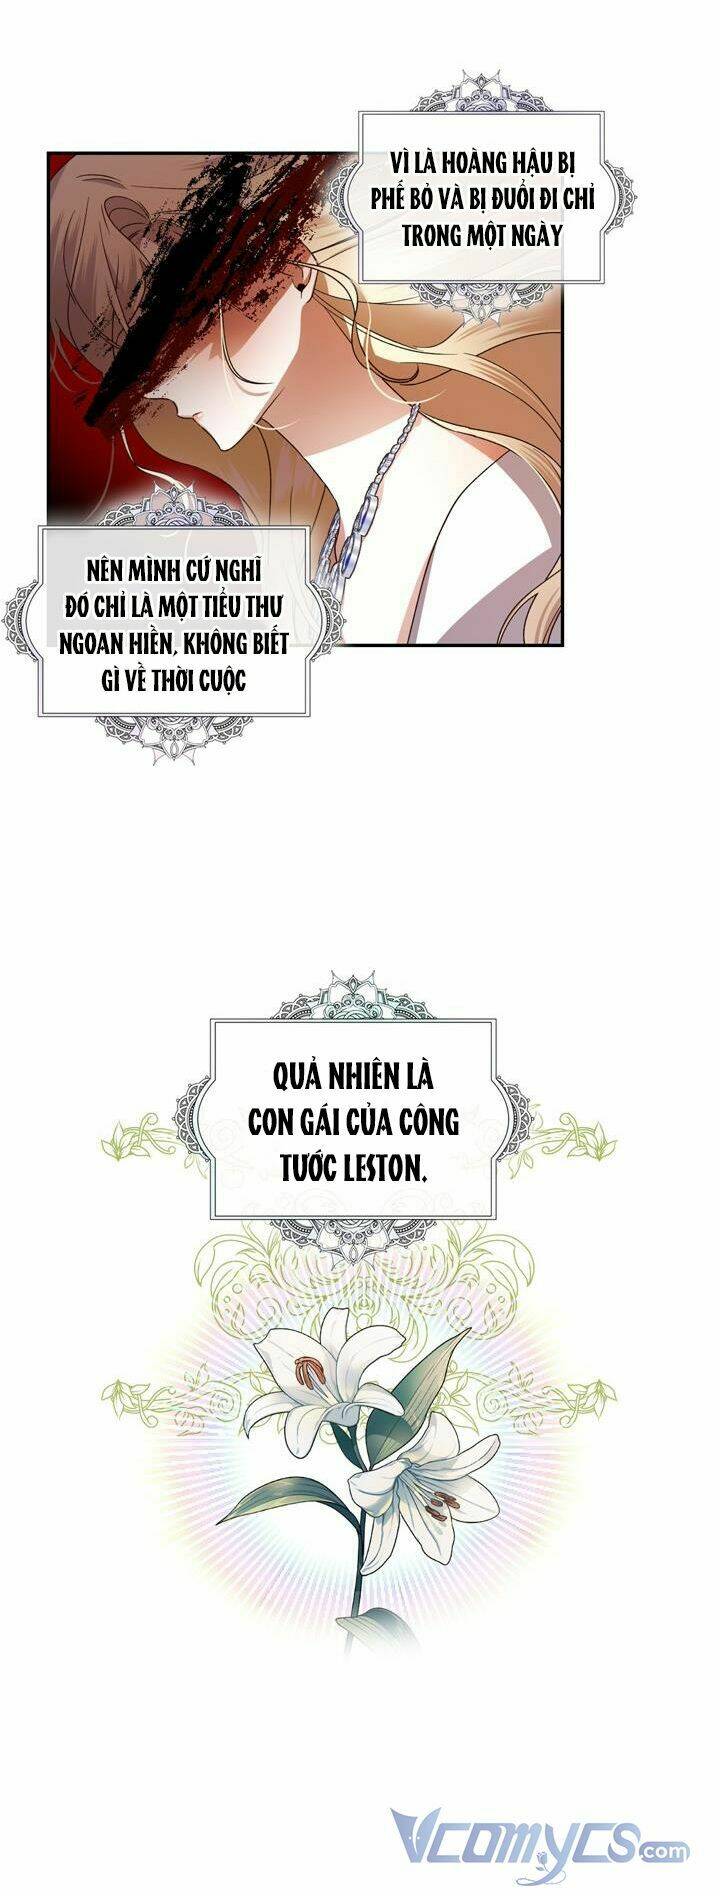 VÌ LÀ HOÀNG HẬU BỊ
PHẾ BỎ VÀ BỊ ĐUỔI ĐI CHỈ
TRONG MỘT NGÀY
NÊN MÌNH CỨ NGHĨ
ĐÓ CHỈ LÀ MỘT TIỂU THƯ
NGOAN HIỀN, KHÔNG BIẾT
GÌ VỀ THỜI CUỘC
QUẢ NHIÊN LÀ
CON GÁI CỦA CÔNG
TƯỚC LESTON.
VCOMYCS.com